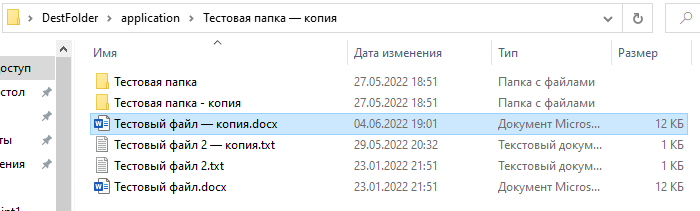 DestFolder > application > Тестовая папка — копия
Имя Дата изменения Тип Размер
оступ
стол
ты
ения
int1
Тестовая папка 27.05.2022 18:51 Папка с файлами
Тестовая папка - копия 27.05.2022 18:51 Папка с файлами
Тестовый файл — копия.docx 04.06.2022 19:01 Документ Micros... 12 КБ
Тестовый файл 2 — копия.txt 29.05.2022 20:32 Текстовый докум... 1 КБ
Тестовый файл 2.txt 23.01.2022 21:51 Текстовый докум... 1 КБ
Тестовый файл.docx 23.01.2022 21:51 Документ Micros... 12 КБ